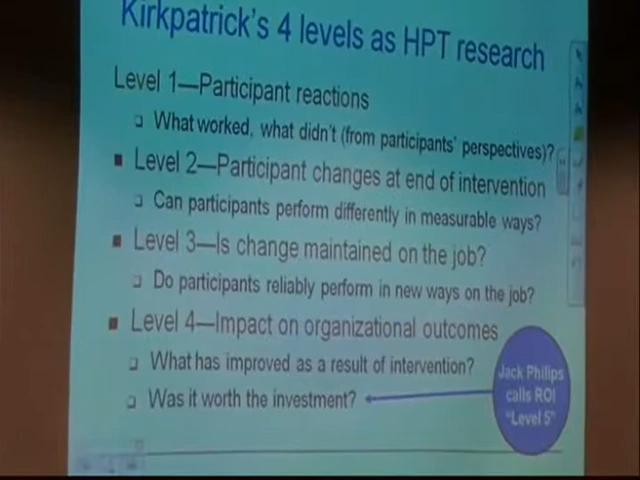 Kirkpatrick's 4 levels as HPT research
Level 1—Participant reactions
What worked, what didn't (from participants' perspectives)?
Level 2—Participant changes at end of intervention
Can participants perform differently in measurable ways?
Level 3—Is change maintained on the job?
Do participants reliably perform in new ways on the job?
Level 4—Impact on organizational outcomes
What has improved as a result of intervention?
Was it worth the investment?
Jack Philips
calls ROI
"Level 5"